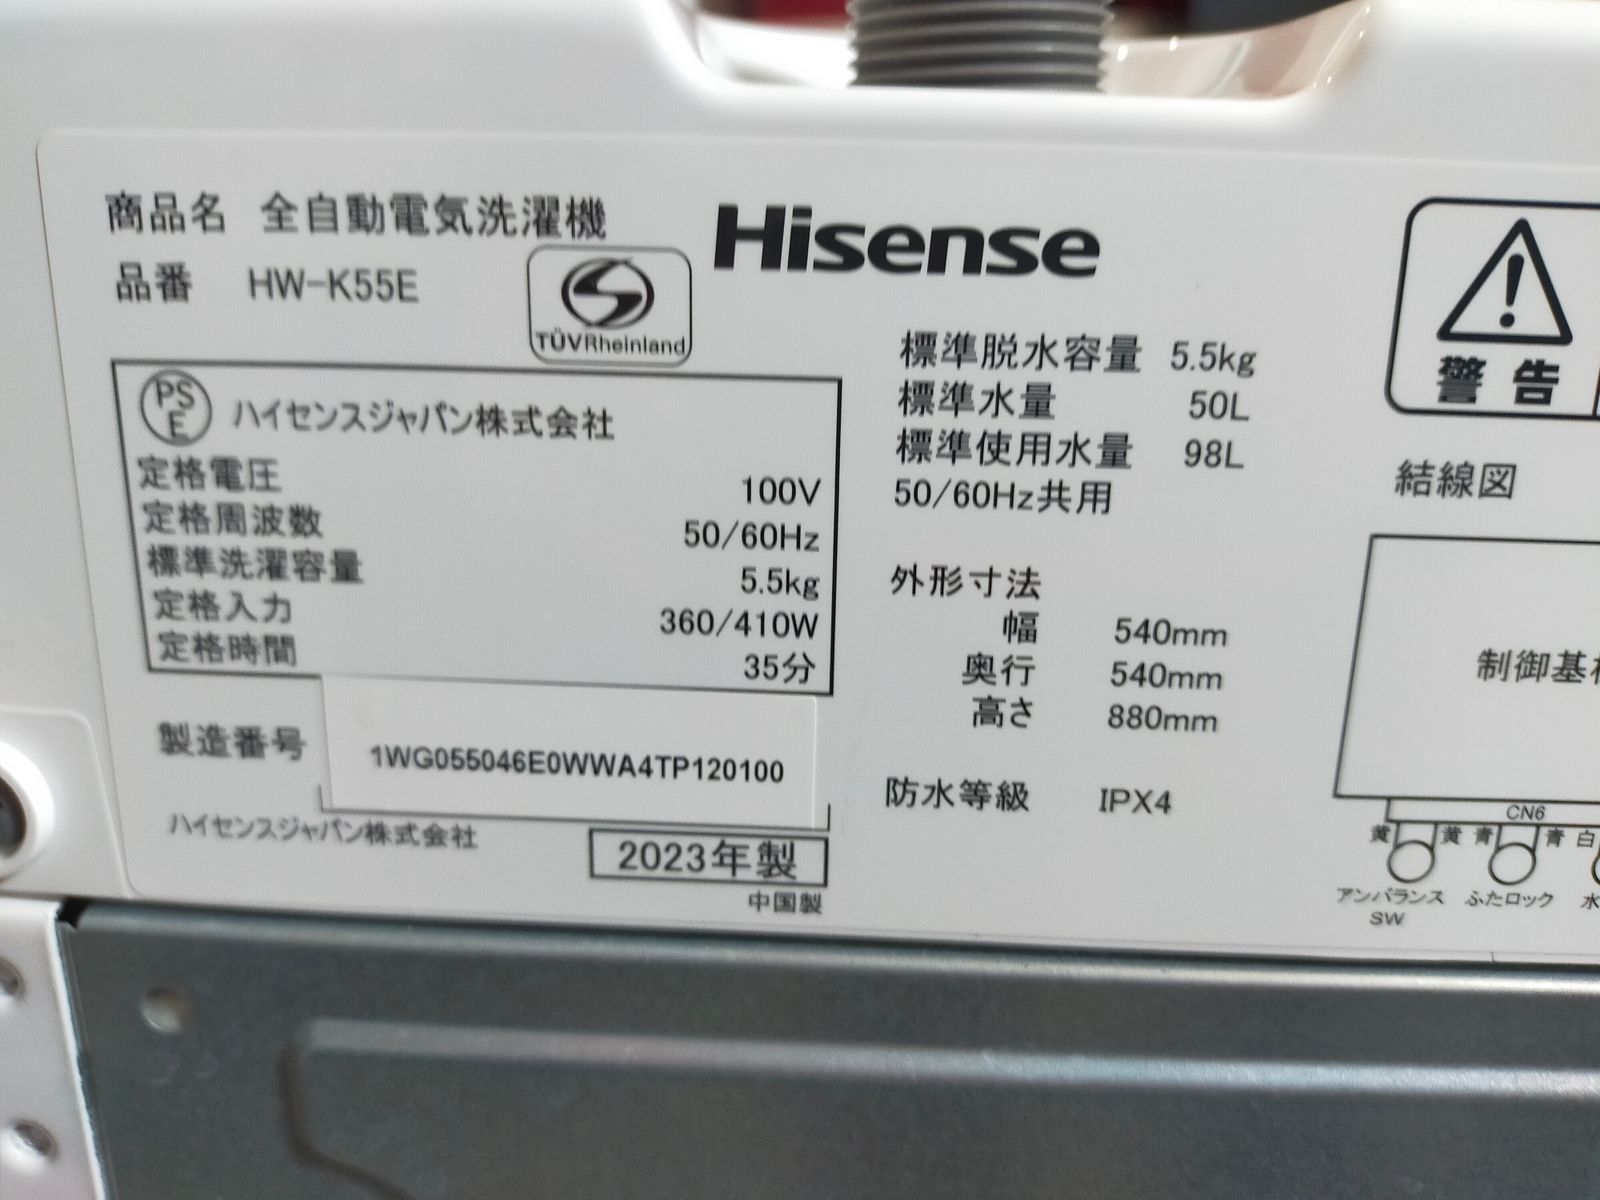 商品名 全自動電気洗濯機
品番 HW-K55E
TÜVRheinland
Hisense
PS
E
ハイセンスジャパン株式会社
定格電圧 100V
定格周波数 50/60Hz
標準洗濯容量 5.5kg
定格入力 360/410W
定格時間 35分
製造番号 1WG055046E0WWA4TP120100
ハイセンスジャパン株式会社
2023年製
中国製
標準脱水容量 5.5kg
標準水量 50L
標準使用水量 98L
50/60Hz共用
外形寸法
幅 540mm
奥行 540mm
高さ 880mm
防水等級 IPX4
警告
結線図
制御基
CN6
黄 黄 青 青 白
アンバランス ふたロック 水
SW